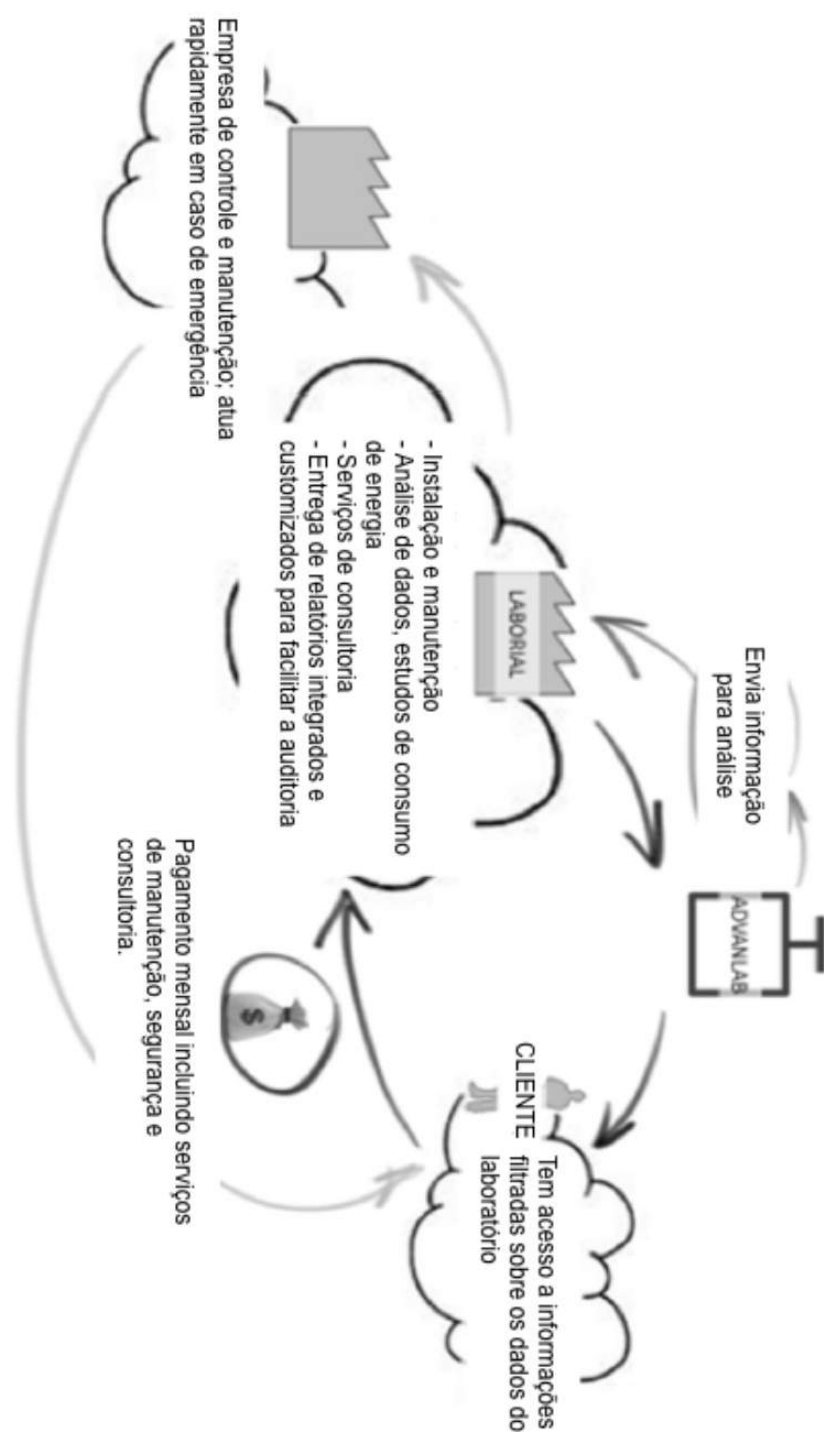 Envia informação
para análise
ADVANLAB
LABORIAL
- Instalação e manutenção
- Análise de dados, estudos de consumo
de energia
- Serviços de consultoria
- Entrega de relatórios integrados e
customizados para facilitar a auditoria
CLIENTE
Tem acesso a informações
filtradas sobre os dados do
laboratório
Empresa de controle e manutenção; atua
rapidamente em caso de emergência
$
Pagamento mensal incluindo serviços
de manutenção, segurança e
consultoria.